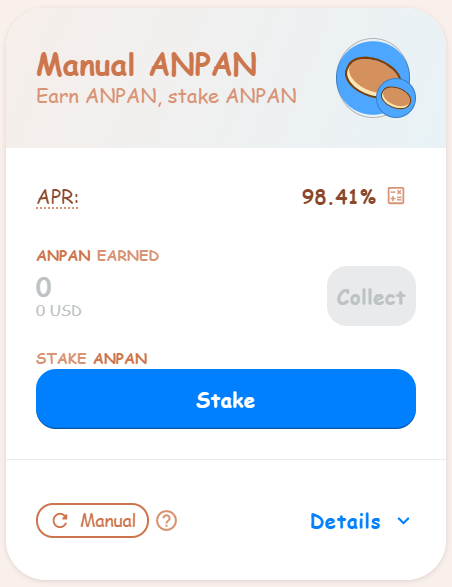 Manual ANPAN
Earn ANPAN, stake ANPAN
APR:
98.41%
ANPAN EARNED
0
0 USD
Collect
STAKE ANPAN
Stake
Manual
Details